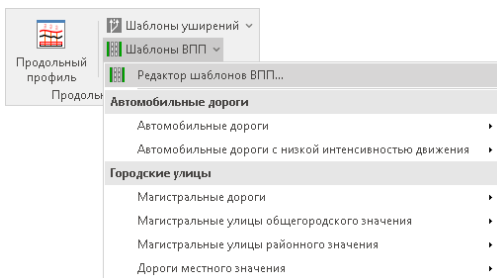 Шаблоны уширений
Шаблоны ВПП
Продольный
профиль
Редактор шаблонов ВПП...
Автомобильные дороги
Автомобильные дороги
Автомобильные дороги с низкой интенсивностью движения
Городские улицы
Магистральные дороги
Магистральные улицы общегородского значения
Магистральные улицы районного значения
Дороги местного значения